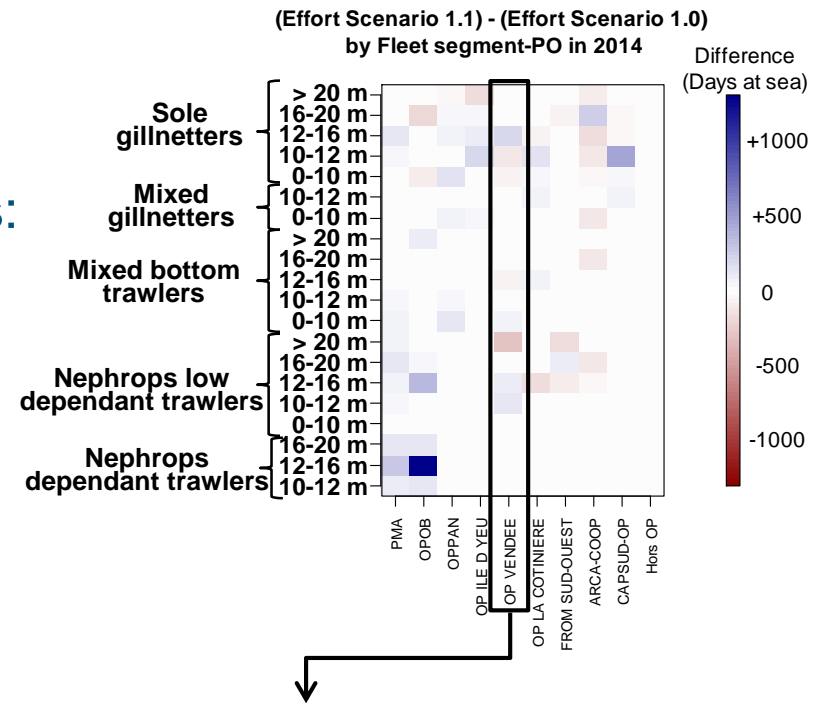 (Effort Scenario 1.1) - (Effort Scenario 1.0)
by Fleet segment-PO in 2014
Difference
(Days at sea)
s:
Sole
gillnetters
> 20 m
16-20 m
12-16 m
10-12 m
0-10 m
Mixed
gillnetters
10-12 m
0-10 m
Mixed bottom
trawlers
> 20 m
16-20 m
12-16 m
10-12 m
0-10 m
Nephrops low
dependant trawlers
> 20 m
16-20 m
12-16 m
10-12 m
0-10 m
Nephrops
dependant trawlers
16-20 m
12-16 m
10-12 m
+1000
+500
0
-500
-1000
PMA
OPOB
OPPAN
OP ILE D YEU
OP VENDEE
OP LA COTINIERE
FROM SUD-OUEST
ARCA-COOP
CAPSUD-OP
Hors OP